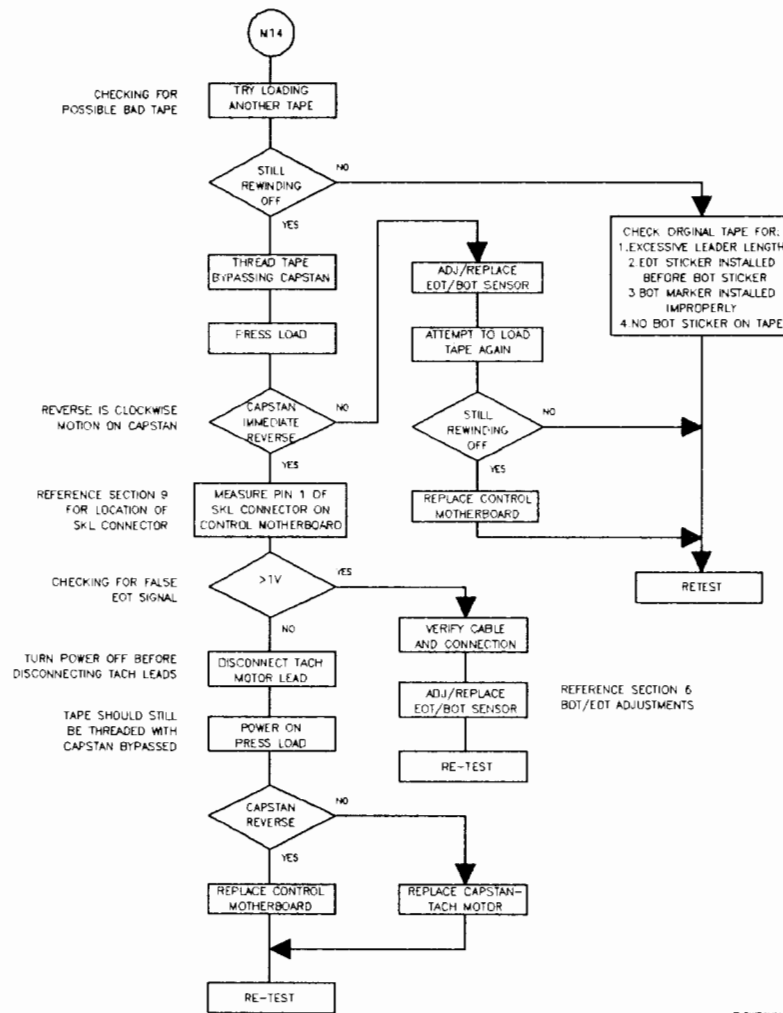 M14
CHECKING FOR
POSSIBLE BAD TAPE
TRY LOADING
ANOTHER TAPE
STILL
REWINDING
OFF
NO
YES
THREAD TAPE
BYPASSING CAPSTAN
PRESS LOAD
REVERSE IS CLOCKWISE
MOTION ON CAPSTAN
CAPSTAN
IMMEDIATE
REVERSE
NO
YES
ADJ/REPLACE
EOT/BOT SENSOR
ATTEMPT TO LOAD
TAPE AGAIN
STILL
REWINDING
OFF
NO
YES
REPLACE CONTROL
MOTHERBOARD
CHECK ORGINAL TAPE FOR:
1.EXCESSIVE LEADER LENGTH
2.EOT STICKER INSTALLED
BEFORE BOT STICKER
3 BOT MARKER INSTALLED
IMPROPERLY
4.NO BOT STICKER ON TAPE
RETEST
REFERENCE SECTION 9
FOR LOCATION OF
SKL CONNECTOR
MEASURE PIN 1 OF
SKL CONNECTOR ON
CONTROL MOTHERBOARD
CHECKING FOR FALSE
EOT SIGNAL
>1V
YES
NO
VERIFY CABLE
AND CONNECTION
ADJ/REPLACE
EOT/BOT SENSOR
REFERENCE SECTION 6
BOT/EOT ADJUSTMENTS
RE-TEST
TURN POWER OFF BEFORE
DISCONNECTING TACH LEADS
DISCONNECT TACH
MOTOR LEAD
TAPE SHOULD STILL
BE THREADED WITH
CAPSTAN BYPASSED
POWER ON
PRESS LOAD
CAPSTAN
REVERSE
NO
YES
REPLACE CONTROL
MOTHERBOARD
REPLACE CAPSTAN-
TACH MOTOR
RE-TEST